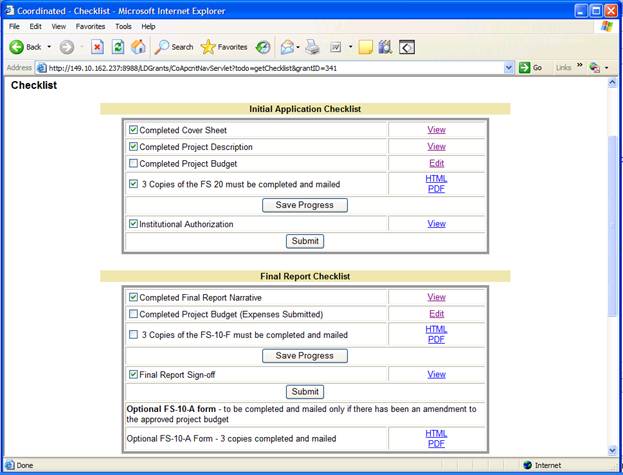 Coordinated - Checklist - Microsoft Internet Explorer
File Edit View Favorites Tools Help
Back Search Favorites
Address http://149.10.162.237:8988/LDGrants/CoApcntNavServlet?todo=getChecklist&grantID=341 Go Links »
Checklist
Initial Application Checklist
Completed Cover Sheet View
Completed Project Description View
Completed Project Budget Edit
3 Copies of the FS 20 must be completed and mailed HTML
PDF
Save Progress
Institutional Authorization View
Submit
Final Report Checklist
Completed Final Report Narrative View
Completed Project Budget (Expenses Submitted) Edit
3 Copies of the FS-10-F must be completed and mailed HTML
PDF
Save Progress
Final Report Sign-off View
Submit
Optional FS-10-A form - to be completed and mailed only if there has been an amendment to
the approved project budget
Optional FS-10-A Form - 3 copies completed and mailed HTML
PDF
Done Internet